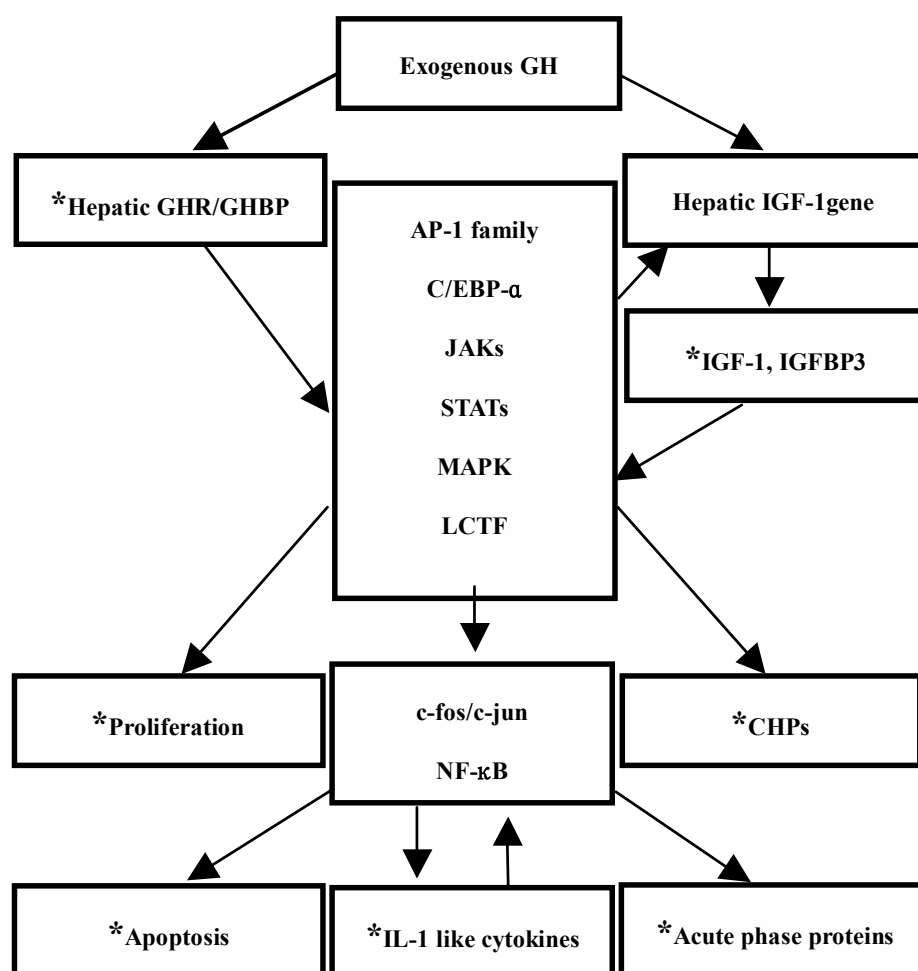 Exogenous GH
*Hepatic GHR/GHBP
Hepatic IGF-1gene
AP-1 family
C/EBP-α
JAKs
STATs
MAPK
LCTF
*IGF-1, IGFBP3
*Proliferation
c-fos/c-jun
NF-κB
*CHPs
*Apoptosis
*IL-1 like cytokines
*Acute phase proteins